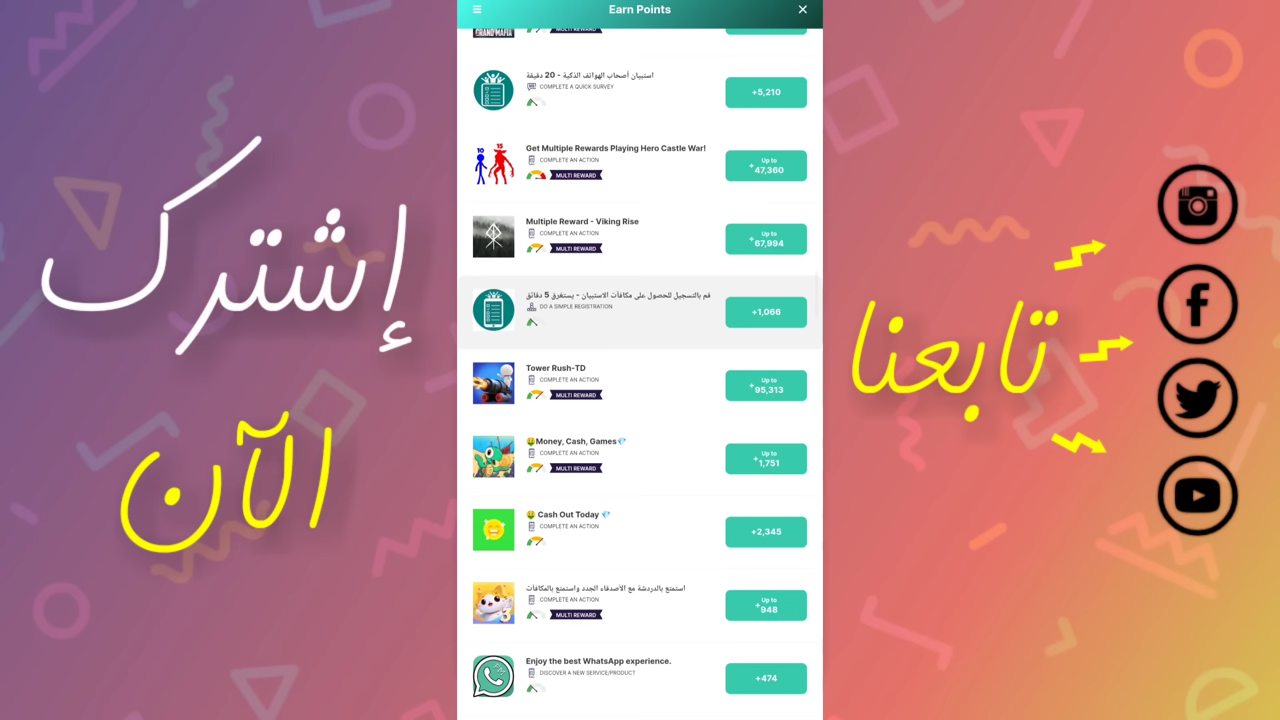 إشترك
الآن
Earn Points
GRAND MAFIA
MULTI REWARD
استبيان أصحاب الهواتف الذكية - 20 دقيقة
COMPLETE A QUICK SURVEY
+5,210
10
15
Get Multiple Rewards Playing Hero Castle War!
COMPLETE AN ACTION
MULTI REWARD
Up to
+47,360
Multiple Reward - Viking Rise
COMPLETE AN ACTION
MULTI REWARD
Up to
+67,994
قم بالتسجيل للحصول على مكافآت الاستبيان - يستغرق 5 دقائق
DO A SIMPLE REGISTRATION
+1,066
Tower Rush-TD
COMPLETE AN ACTION
MULTI REWARD
Up to
+95,313
🤑Money, Cash, Games💎
COMPLETE AN ACTION
MULTI REWARD
Up to
+1,751
🤑 Cash Out Today 💎
COMPLETE AN ACTION
+2,345
استمتع بالدردشة مع الأصدقاء الجدد واستمتع بالمكافآت
COMPLETE AN ACTION
MULTI REWARD
Up to
+948
Enjoy the best WhatsApp experience.
DISCOVER A NEW SERVICE/PRODUCT
+474
تابعنا